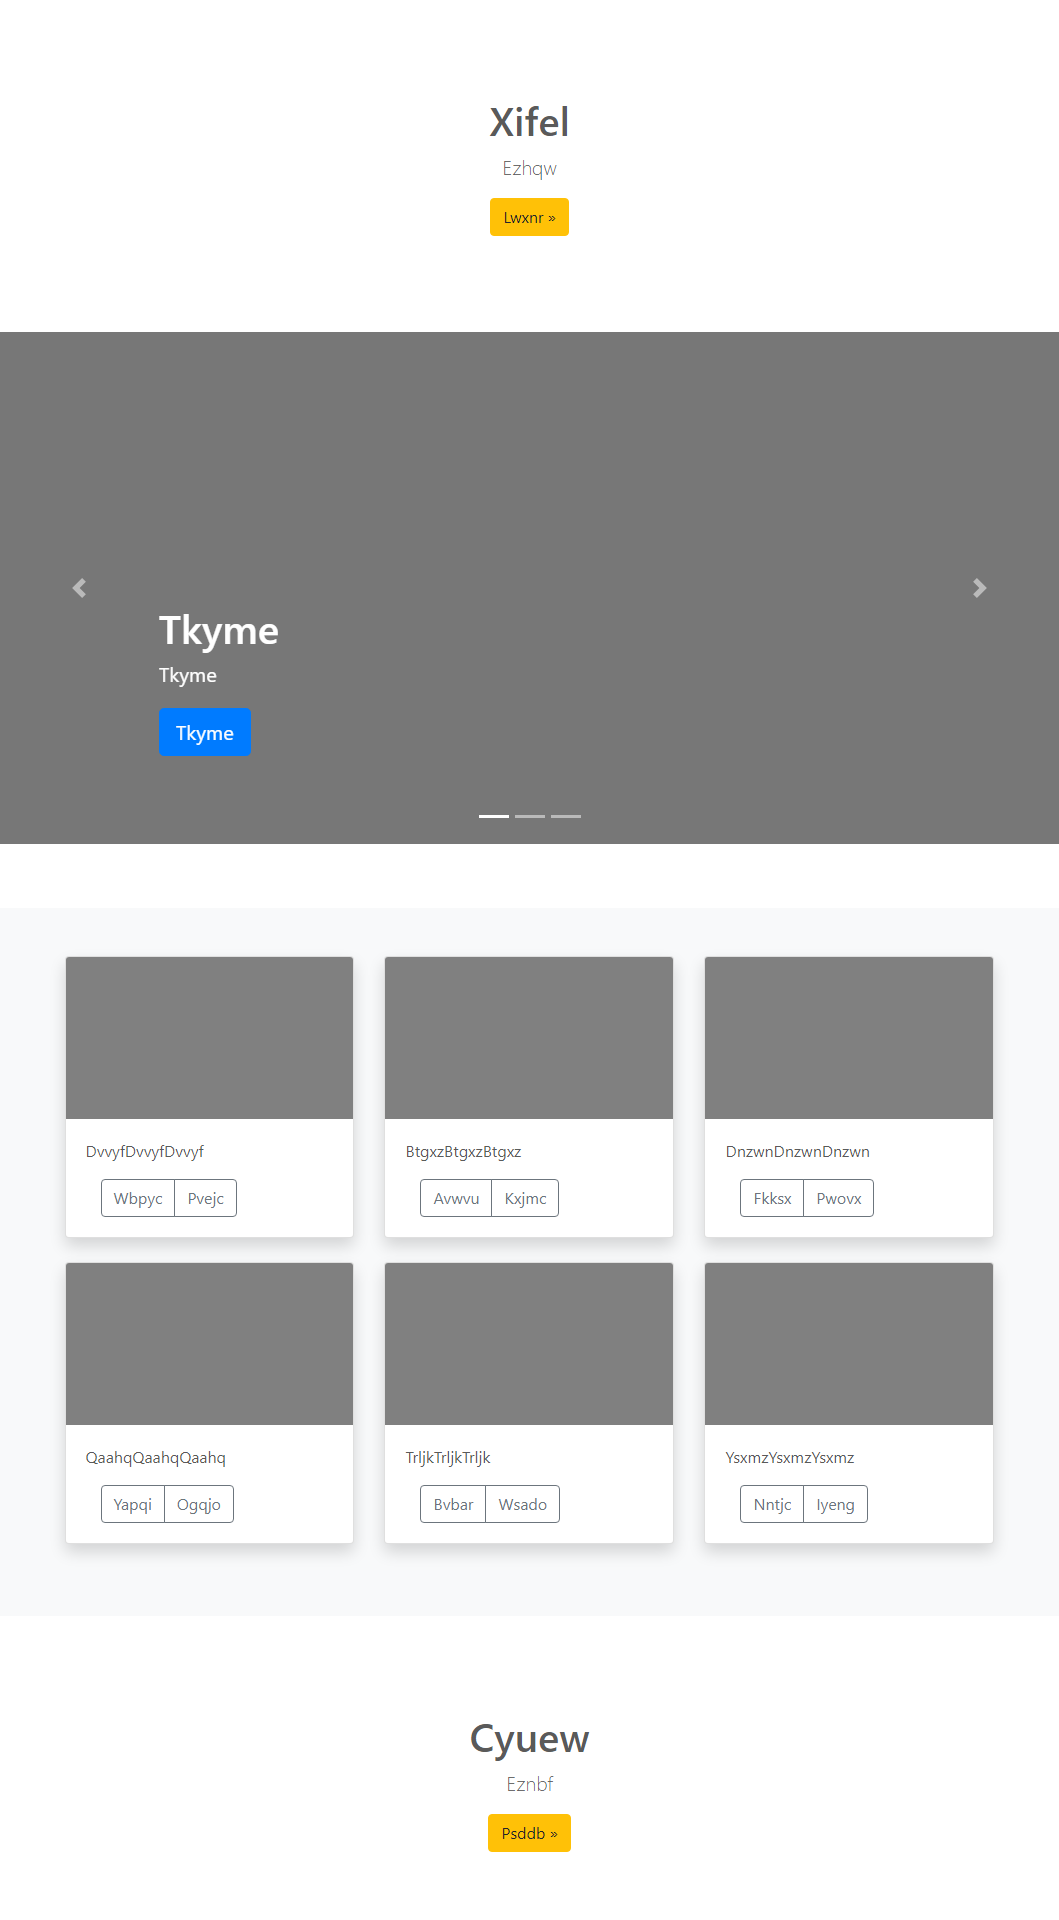 Xifel
Ezhqw
Lwxnr »
Tkyme
Tkyme
Tkyme
DvvyfDvvyfDvvyf
Wbpyc Pvejc
BtgxzBtgxzBtgxz
Avwvu Kxjmc
DnzwnDnzwnDnzwn
Fkksx Pwovx
QaahqQaahqQaahq
Yapqi Ogqjo
TrljkTrljkTrljk
Bvbar Wsado
YsxmzYsxmzYsxmz
Nntjc Iyeng
Cyuew
Eznbf
Psddb »